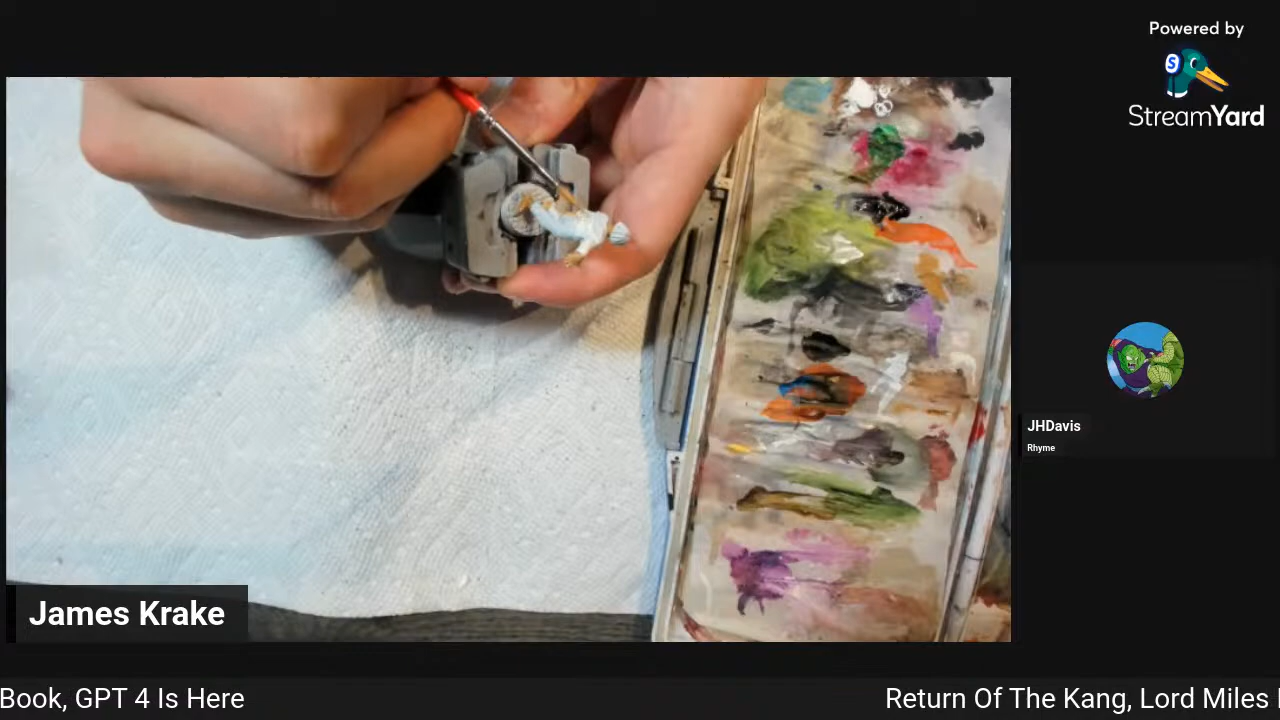 Powered by
StreamYard
JHDavis
Rhyme
James Krake
Book, GPT 4 Is Here
Return Of The Kang, Lord Miles